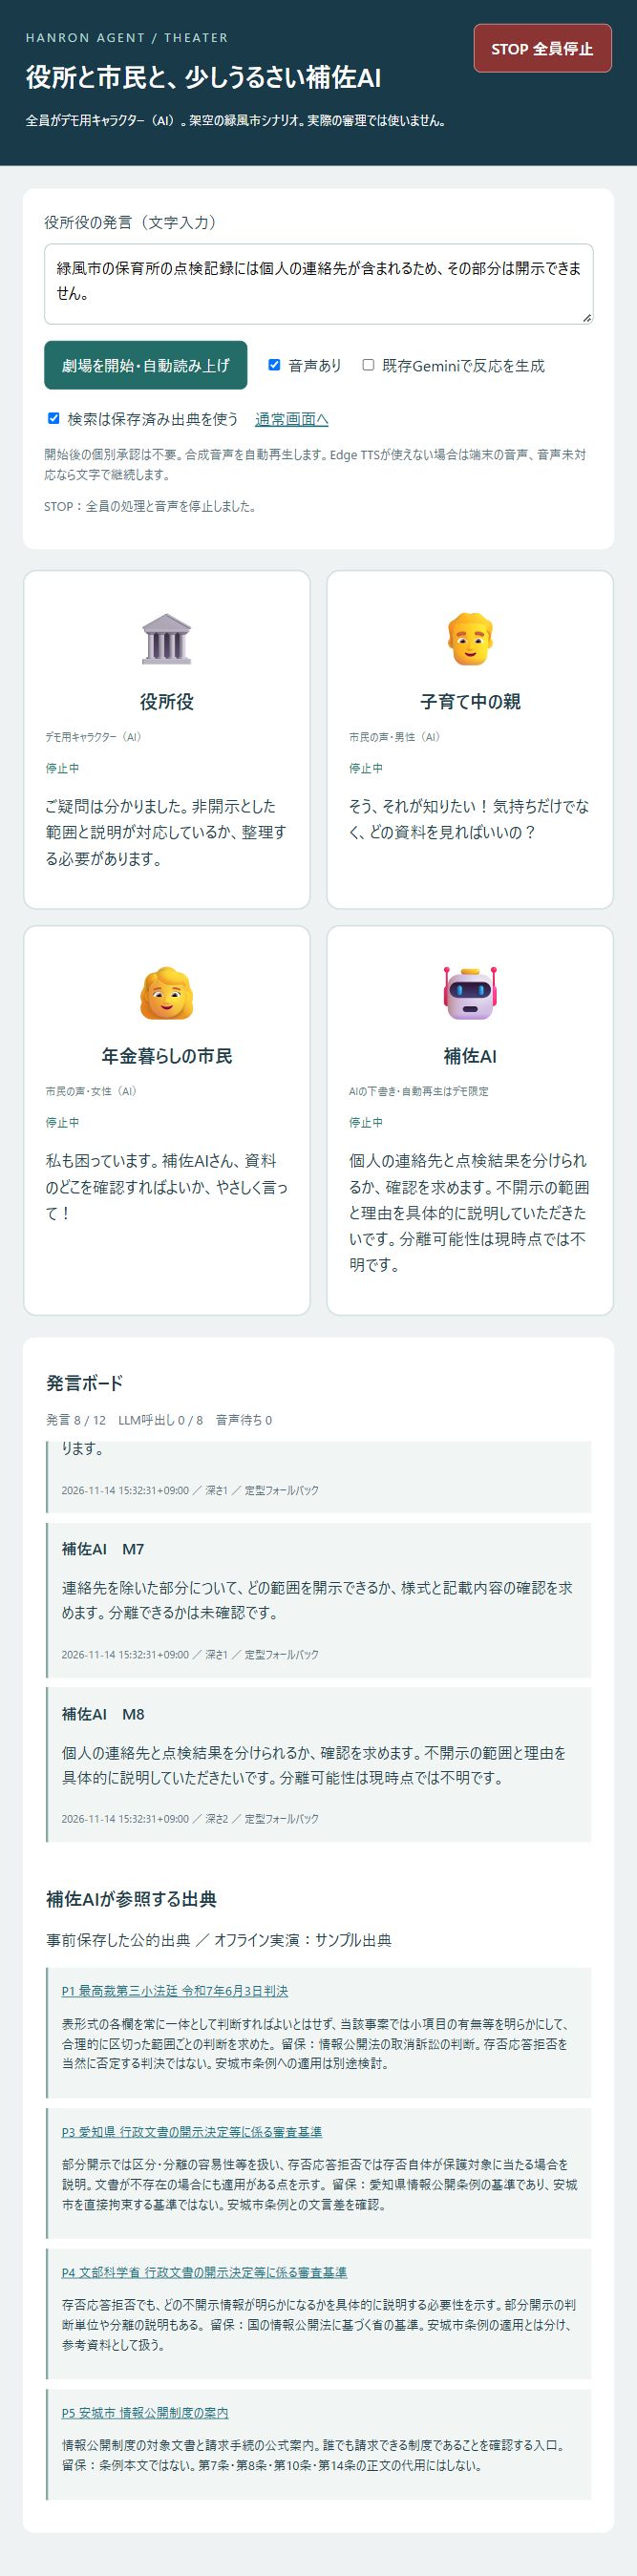 HANRON AGENT / THEATER
STOP 全員停止
役所と市民と、少しうるさい補佐AI
全員がデモ用キャラクター（AI）。架空の緑風市シナリオ。実際の審理では使いません。
役所役の発言（文字入力）
緑風市の保育所の点検記録には個人の連絡先が含まれるため、その部分は開示できま
せん。
劇場を開始・自動読み上げ
音声あり
既存Geminiで反応を生成
検索は保存済み出典を使う
通常画面へ
開始後の個別承認は不要。合成音声を自動再生します。Edge TTSが使えない場合は端末の音声、音声未対
応なら文字で継続します。
STOP：全員の処理と音声を停止しました。
役所役
デモ用キャラクター（AI）
停止中
ご疑問は分かりました。非開示とした
範囲と説明が対応しているか、整理す
る必要があります。
子育て中の親
市民の声・男性（AI）
停止中
そう、それが知りたい！気持ちだけでな
く、どの資料を見ればいいの？
年金暮らしの市民
市民の声・女性（AI）
停止中
私も困っています。補佐AIさん、資料
のどこを確認すればよいか、やさしく言っ
て！
補佐AI
AIの下書き・自動再生はデモ限定
停止中
個人の連絡先と点検結果を分けられ
るか、確認を求めます。不開示の範囲
と理由を具体的に説明していただきた
いです。分離可能性は現時点では不
明です。
発言ボード
発言 8 / 12　LLM呼出し 0 / 8　音声待ち 0
ります。
2026-11-14 15:32:31+09:00 ／ 深さ1 ／ 定型フォールバック
補佐AI　M7
連絡先を除いた部分について、どの範囲を開示できるか、様式と記載内容の確認を求
めます。分離できるかは未確認です。
2026-11-14 15:32:31+09:00 ／ 深さ1 ／ 定型フォールバック
補佐AI　M8
個人の連絡先と点検結果を分けられるか、確認を求めます。不開示の範囲と理由を
具体的に説明していただきたいです。分離可能性は現時点では不明です。
2026-11-14 15:32:31+09:00 ／ 深さ2 ／ 定型フォールバック
補佐AIが参照する出典
事前保存した公的出典 ／ オフライン実演：サンプル出典
P1 最高裁第三小法廷 令和7年6月3日判決
表形式の各欄を常に一体として判断すればよいとはせず、当該事案では小項目の有無等を明らかにして、
合理的に区切った範囲ごとの判断を求めた。 留保：情報公開法の取消訴訟の判断。存否応答拒否を
当然に否定する判決ではない。安城市条例への適用は別途検討。
P3 愛知県 行政文書の開示決定等に係る審査基準
部分開示では区分・分離の容易性等を扱い、存否応答拒否では存否自体が保護対象に当たる場合を
説明。文書が不存在の場合にも適用がある点を示す。 留保：愛知県情報公開条例の基準であり、安城
市を直接拘束する基準ではない。安城市条例との文言差を確認。
P4 文部科学省 行政文書の開示決定等に係る審査基準
存否応答拒否でも、どの不開示情報が明らかになるかを具体的に説明する必要性を示す。部分開示の判
断単位や分離の説明もある。 留保：国の情報公開法に基づく省の基準。安城市条例の適用とは分け、
参考資料として扱う。
P5 安城市 情報公開制度の案内
情報公開制度の対象文書と請求手続の公式案内。誰でも請求できる制度であることを確認する入口。
留保：条例本文ではない。第7条・第8条・第10条・第14条の正文の代用にはしない。